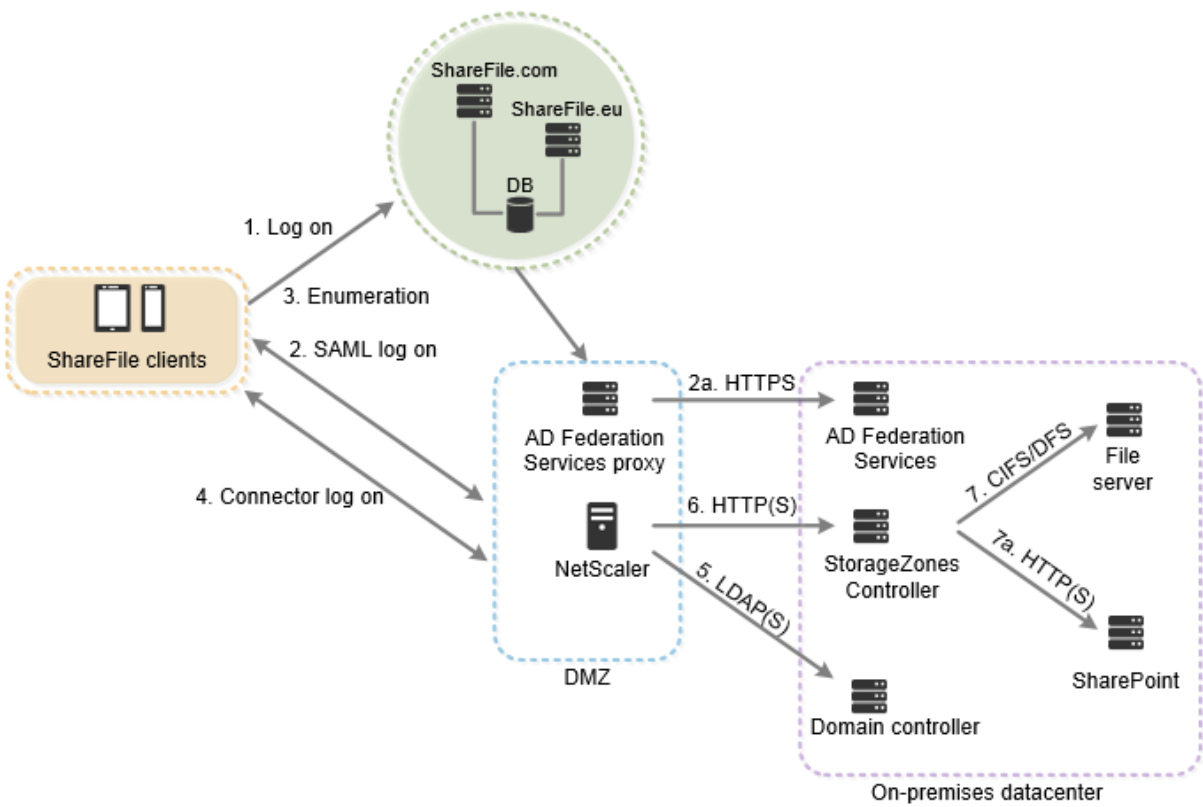 ShareFile.com
ShareFile.eu
DB
1. Log on
3. Enumeration
ShareFile clients
2. SAML log on
4. Connector log on
2a. HTTPS
AD Federation
Services proxy
AD Federation
Services
7. CIFS/DFS
File
server
6. HTTP(S)
NetScaler
StorageZones
Controller
7a. HTTP(S)
5. LDAP(S)
SharePoint
DMZ
Domain controller
On-premises datacenter